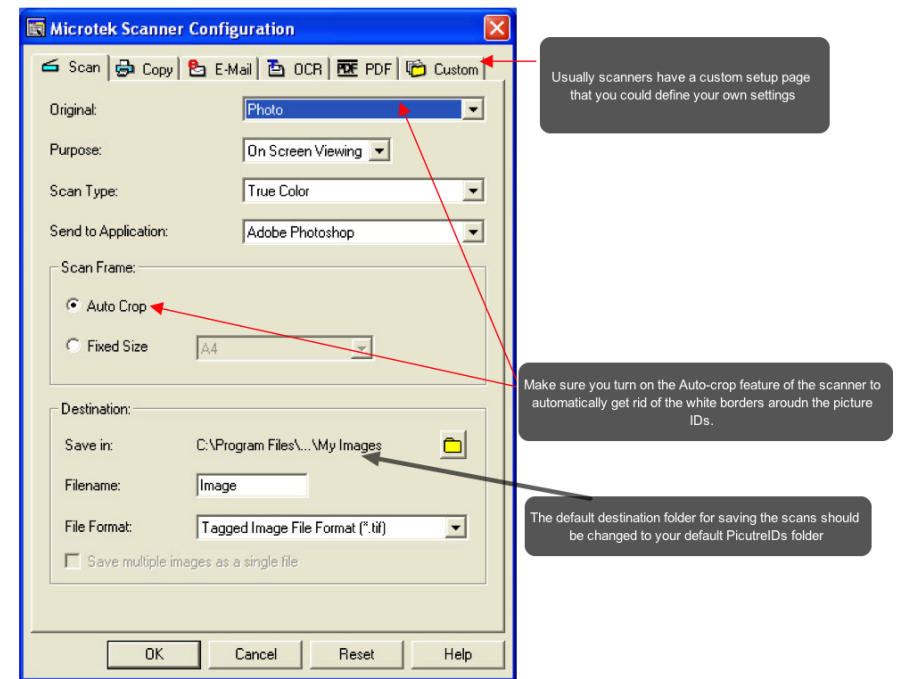 Microtek Scanner Configuration
Scan Copy E-Mail OCR PDF PDF Custom
Usually scanners have a custom setup page
that you could define your own settings
Original: Photo
Purpose: On Screen Viewing
Scan Type: True Color
Send to Application: Adobe Photoshop
Scan Frame:
Auto Crop
Fixed Size A4
Make sure you turn on the Auto-crop feature of the scanner to
automatically get rid of the white borders aroudn the picture
IDs.
Destination:
Save in: C:\Program Files\...\My Images
Filename: Image
The default destination folder for saving the scans should
be changed to your default PicutreIDs folder
File Format: Tagged Image File Format (*.tif)
Save multiple images as a single file
OK Cancel Reset Help